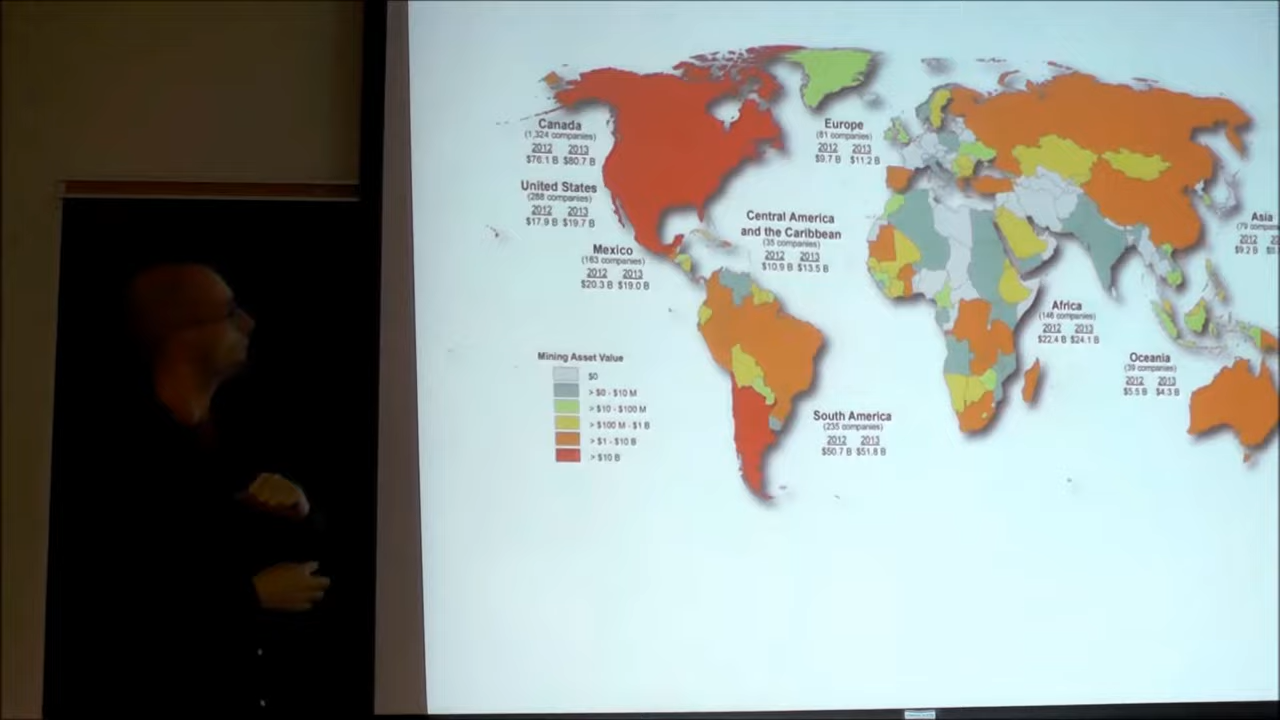 Canada
(1,324 companies)
2012 2013
$76.1 B $80.7 B
United States
(288 companies)
2012 2013
$17.9 B $19.7 B
Mexico
(163 companies)
2012 2013
$20.3 B $19.0 B
Europe
(81 companies)
2012 2013
$9.7 B $11.2 B
Central America
and the Caribbean
(35 companies)
2012 2013
$10.9 B $13.5 B
Asia
2012
$9.2 B
Africa
(146 companies)
2012 2013
$22.4 B $24.1 B
Oceania
(39 companies)
2012 2013
$5.5 B $4.3 B
South America
(235 companies)
2012 2013
$50.7 B $51.8 B
Mining Asset Value
$0
> $0 - $10 M
> $10 - $100 M
> $100 M - $1 B
> $1 - $10 B
> $10 B